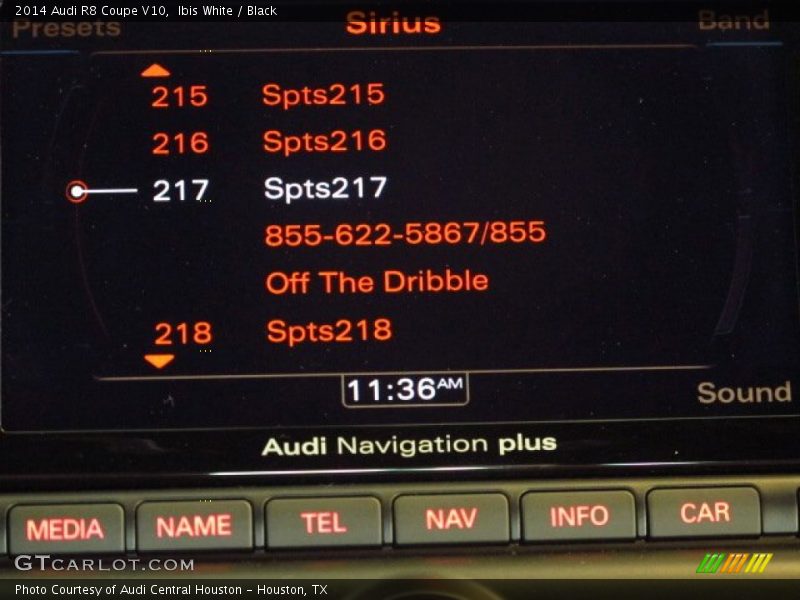 2014 Audi R8 Coupe V10, Ibis White / Black
Presets Sirius Band
215 Spts215
216 Spts216
217 Spts217
855-622-5867/855
Off The Dribble
218 Spts218
11:36 AM
Sound
Audi Navigation plus
MEDIA NAME TEL NAV INFO CAR
GTCARLOT.COM
Photo Courtesy of Audi Central Houston - Houston, TX